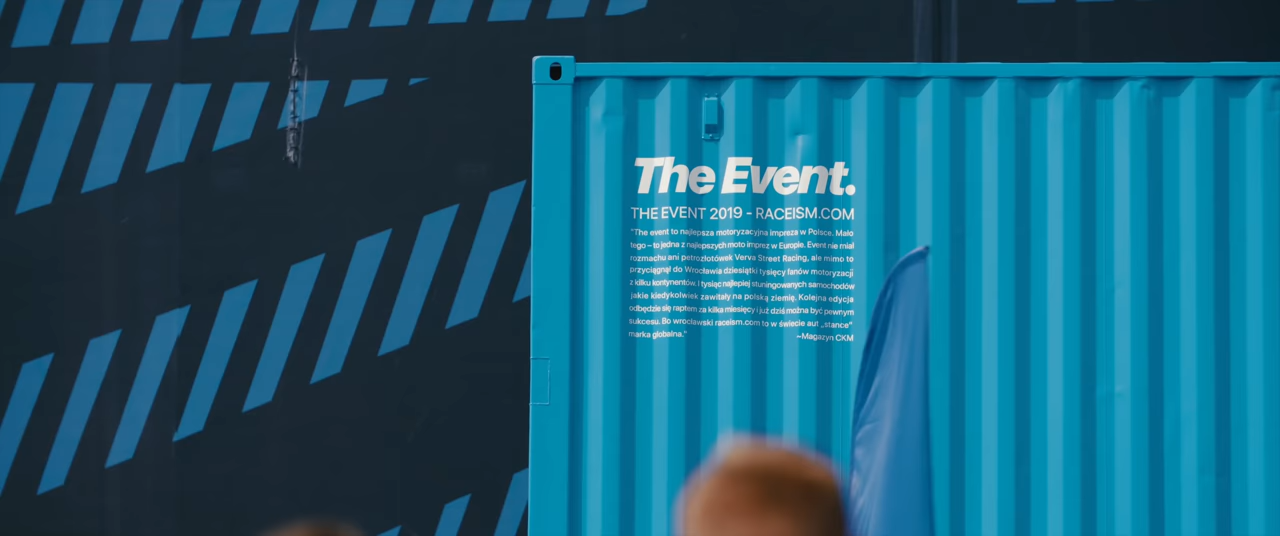 The Event.
THE EVENT 2019 - RACEISM.COM
"The event to najlepsza motoryzacyjna impreza w Polsce. Mało
tego – to jedna z najlepszych moto imprez w Europie. Event nie miał
rozmachu ani petrozłotówek Verva Street Racing, ale mimo to
przyciągnął do Wrocławia dziesiątki tysięcy fanów motoryzacji
z kilku kontynentów. I tysiąc najlepiej stuningowanych samochodów
jakie kiedykolwiek zawitały na polską ziemię. Kolejna edycja
odbędzie się raptem za kilka miesięcy i już dziś można być pewnym
sukcesu. Bo wrocławski raceism.com to w świecie aut „stance"
marka globalna." –Magazyn CKM